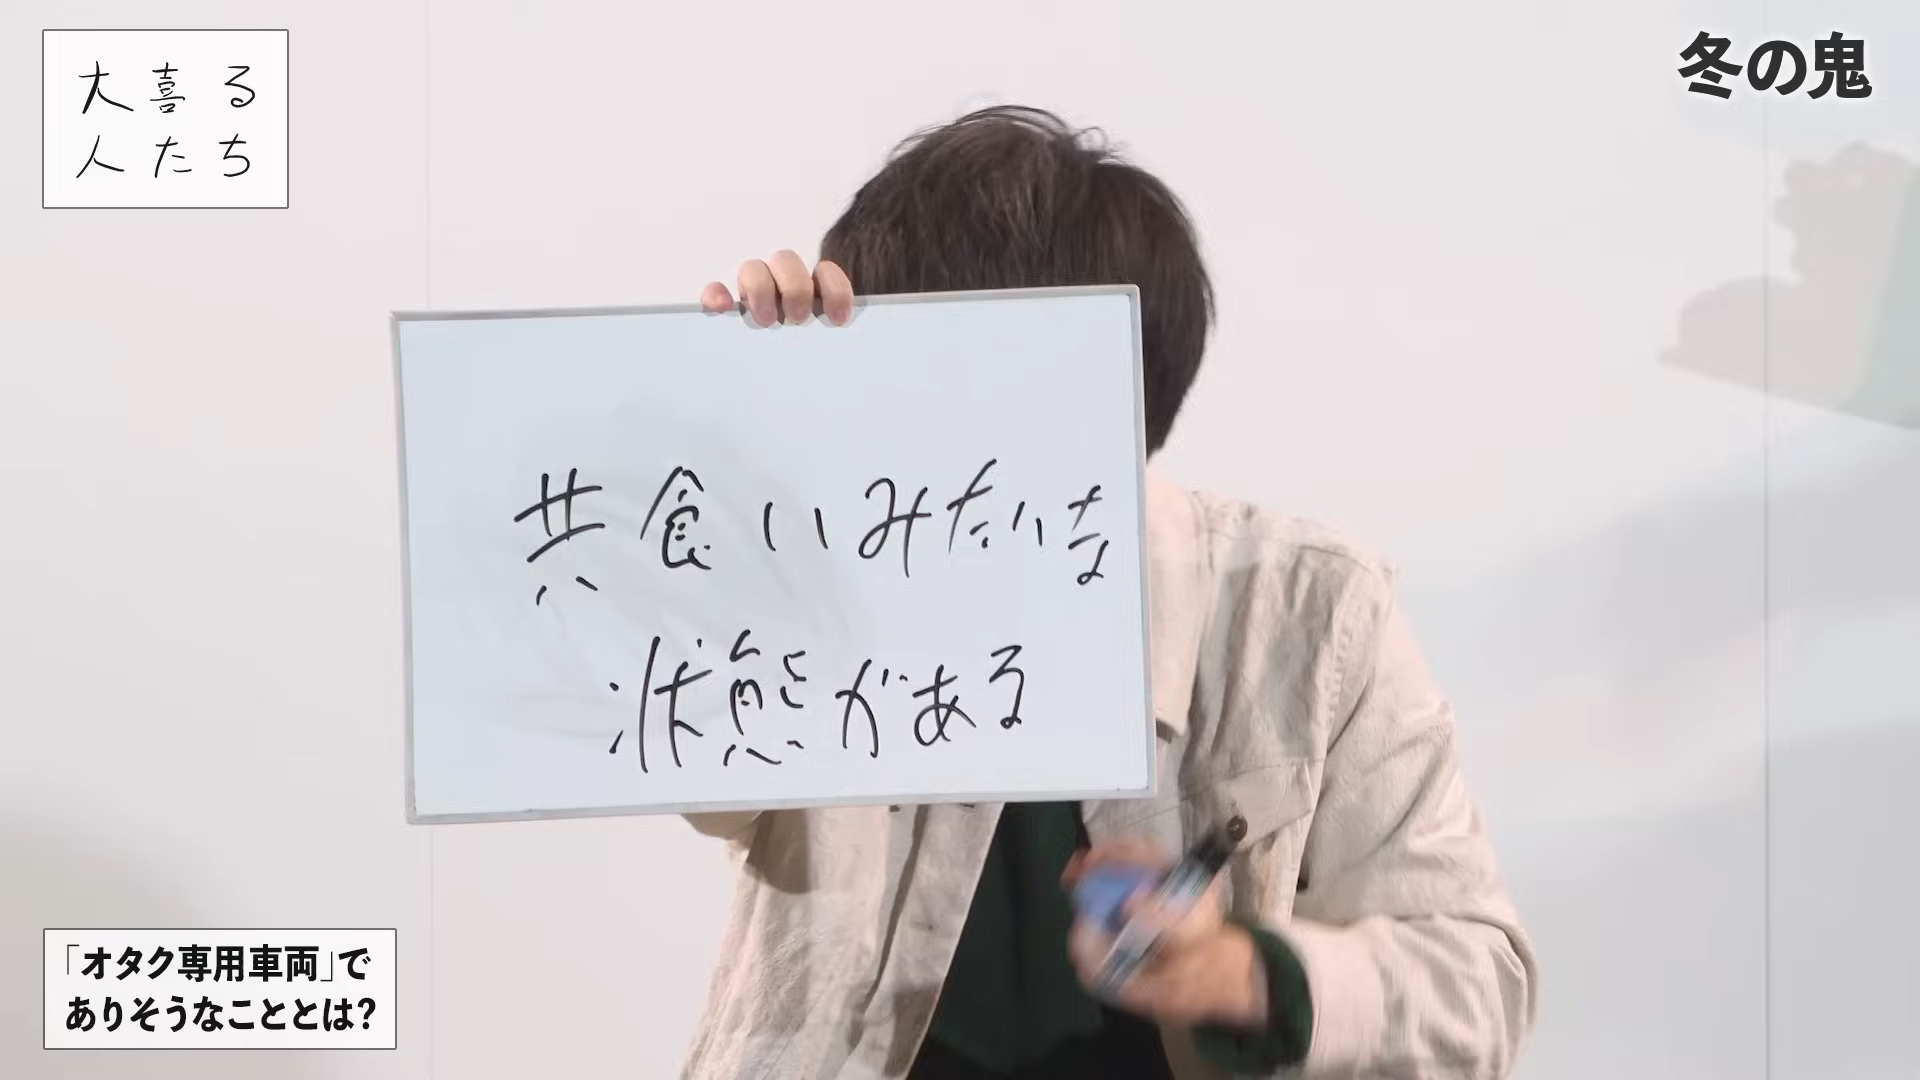 大喜る
人たち
冬の鬼
共食いみたいな
状態がある
「オタク専用車両」で
ありそうなこととは?